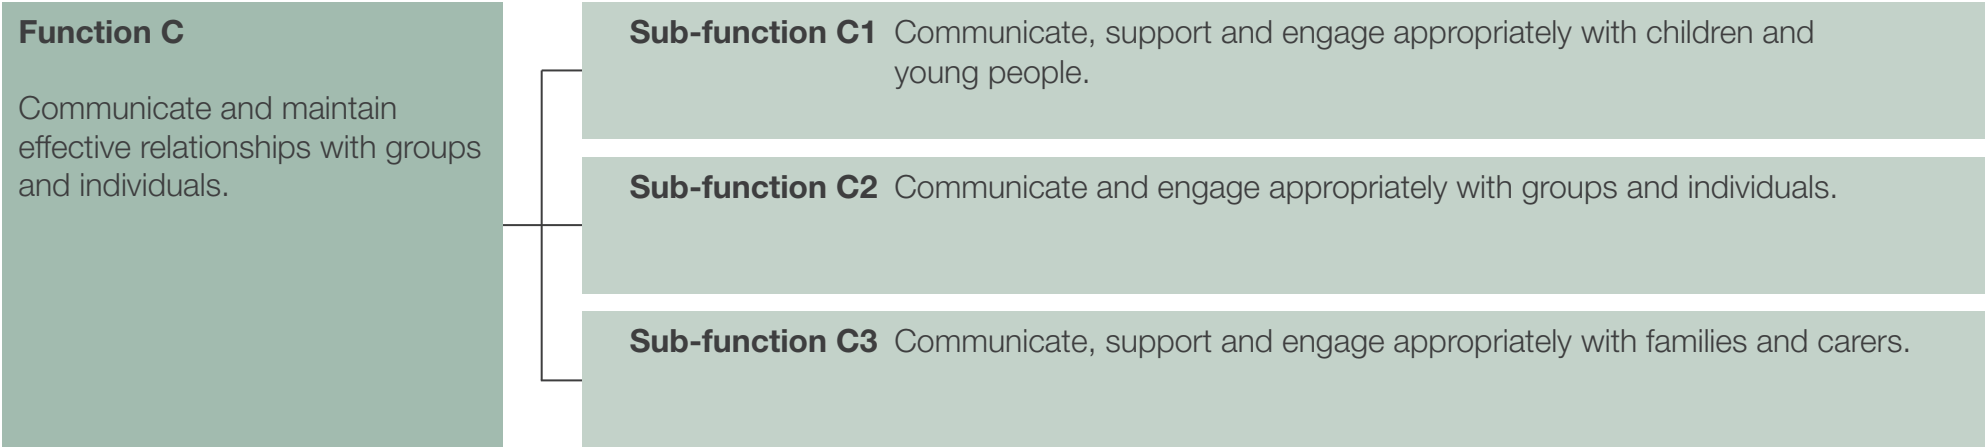 Function C
Communicate and maintain
effective relationships with groups
and individuals.
Sub-function C1 Communicate, support and engage appropriately with children and
young people.
Sub-function C2 Communicate and engage appropriately with groups and individuals.
Sub-function C3 Communicate, support and engage appropriately with families and carers.